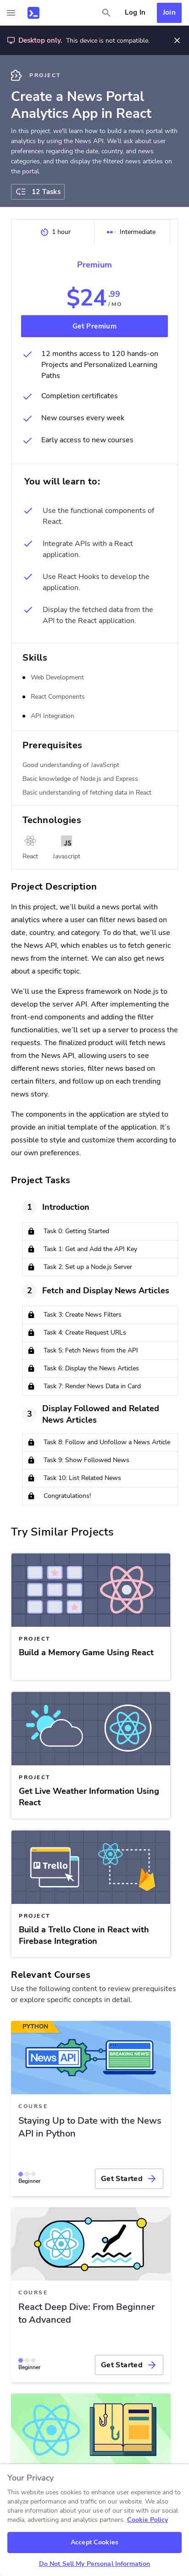 Log In
Join
Desktop only. This device is not compatible.
PROJECT
Create a News Portal
Analytics App in React
In this project, we'll learn how to build a news portal with
analytics by using the News API. We'll also ask about user
preferences regarding the date, country, and news
categories, and then display the filtered news articles on
the portal.
12 Tasks
1 hour
Intermediate
Premium
$24 .99
/ MO
Get Premium
12 months access to 120 hands-on
Projects and Personalized Learning
Paths
Completion certificates
New courses every week
Early access to new courses
You will learn to:
Use the functional components of
React.
Integrate APIs with a React
application.
Use React Hooks to develop the
application.
Display the fetched data from the
API to the React application.
Skills
Web Development
React Components
API Integration
Prerequisites
Good understanding of JavaScript
Basic knowledge of Node.js and Express
Basic understanding of fetching data in React
Technologies
JS
React
Javascript
Project Description
In this project, we'll build a news portal with
analytics where a user can filter news based on
date, country, and category. To do that, we'll use
the News API, which enables us to fetch generic
news from the internet. We can also get news
about a specific topic.
We'll use the Express framework on Node.js to
develop the server API. After implementing the
front-end components and adding the filter
functionalities, we'll set up a server to process the
requests. The finalized product will fetch news
from the News API, allowing users to see
different news stories, filter news based on
certain filters, and follow up on each trending
news story.
The components in the application are styled to
provide an initial template of the application. It's
possible to style and customize them according to
our own preferences.
Project Tasks
1 Introduction
Task 0: Getting Started
Task 1: Get and Add the API Key
Task 2: Set up a Node.js Server
2 Fetch and Display News Articles
Task 3: Create News Filters
Task 4: Create Request URLs
Task 5: Fetch News from the API
Task 6: Display the News Articles
Task 7: Render News Data in Card
3 Display Followed and Related
News Articles
Task 8: Follow and Unfollow a News Article
Task 9: Show Followed News
Task 10: List Related News
Congratulations!
Try Similar Projects
PROJECT
Build a Memory Game Using React
PROJECT
Get Live Weather Information Using
React
Trello
PROJECT
Build a Trello Clone in React with
Firebase Integration
Relevant Courses
Use the following content to review prerequisites
or explore specific concepts in detail.
PYTHON
News API
BREAKING NEWS
COURSE
Staying Up to Date with the News
API in Python
Beginner
Get Started
COURSE
React Deep Dive: From Beginner
to Advanced
Beginner
Get Started
Your Privacy
This website uses cookies to enhance user experience and to
analyze performance and traffic on our website. We also
share information about your use of our site with our social
media, advertising and analytics partners. Cookie Policy
Accept Cookies
Do Not Sell My Personal Information